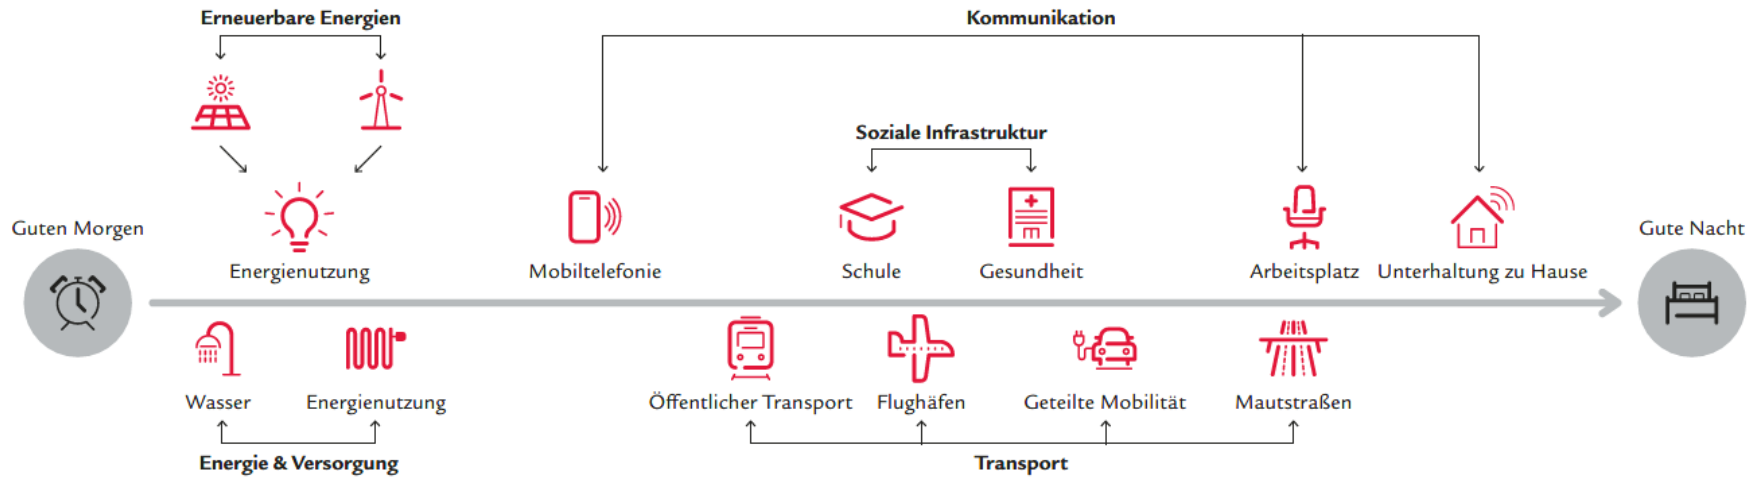 Erneuerbare Energien
Kommunikation
Soziale Infrastruktur
Guten Morgen
Gute Nacht
Energienutzung
Mobiltelefonie
Schule
Gesundheit
Arbeitsplatz
Unterhaltung zu Hause
Wasser
Energienutzung
Öffentlicher Transport
Flughäfen
Geteilte Mobilität
Mautstraßen
Energie & Versorgung
Transport